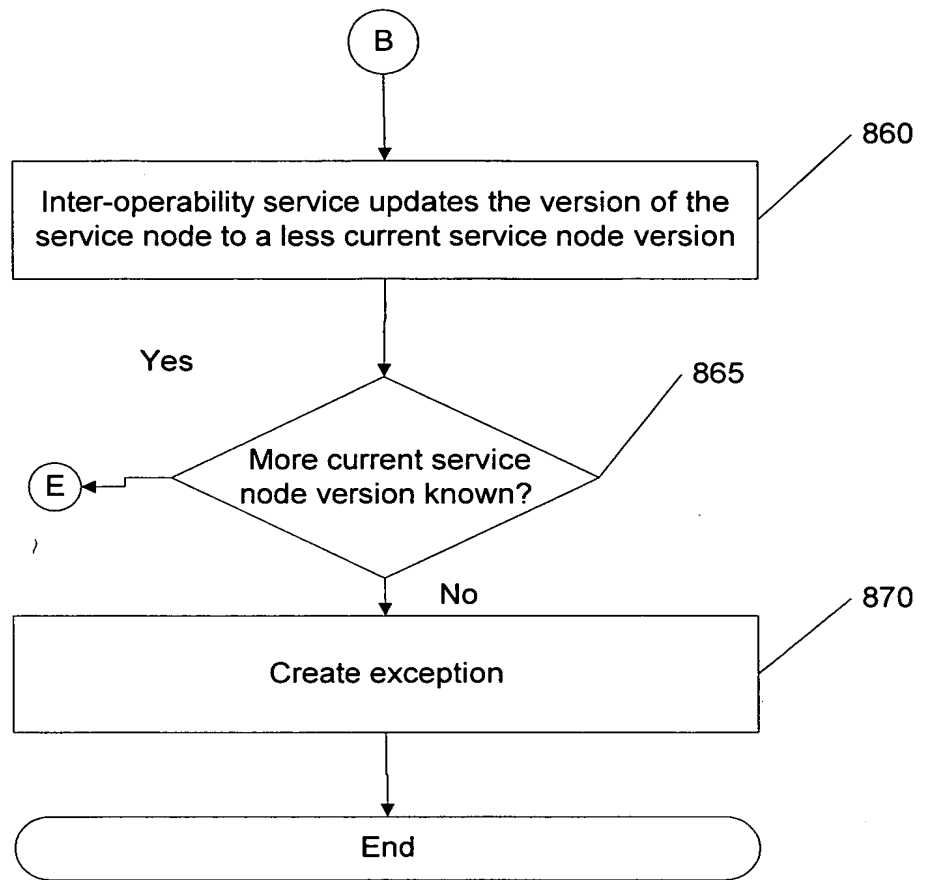 B
860
Inter-operability service updates the version of the
service node to a less current service node version
Yes
865
More current service
node version known?
E
No
870
Create exception
End